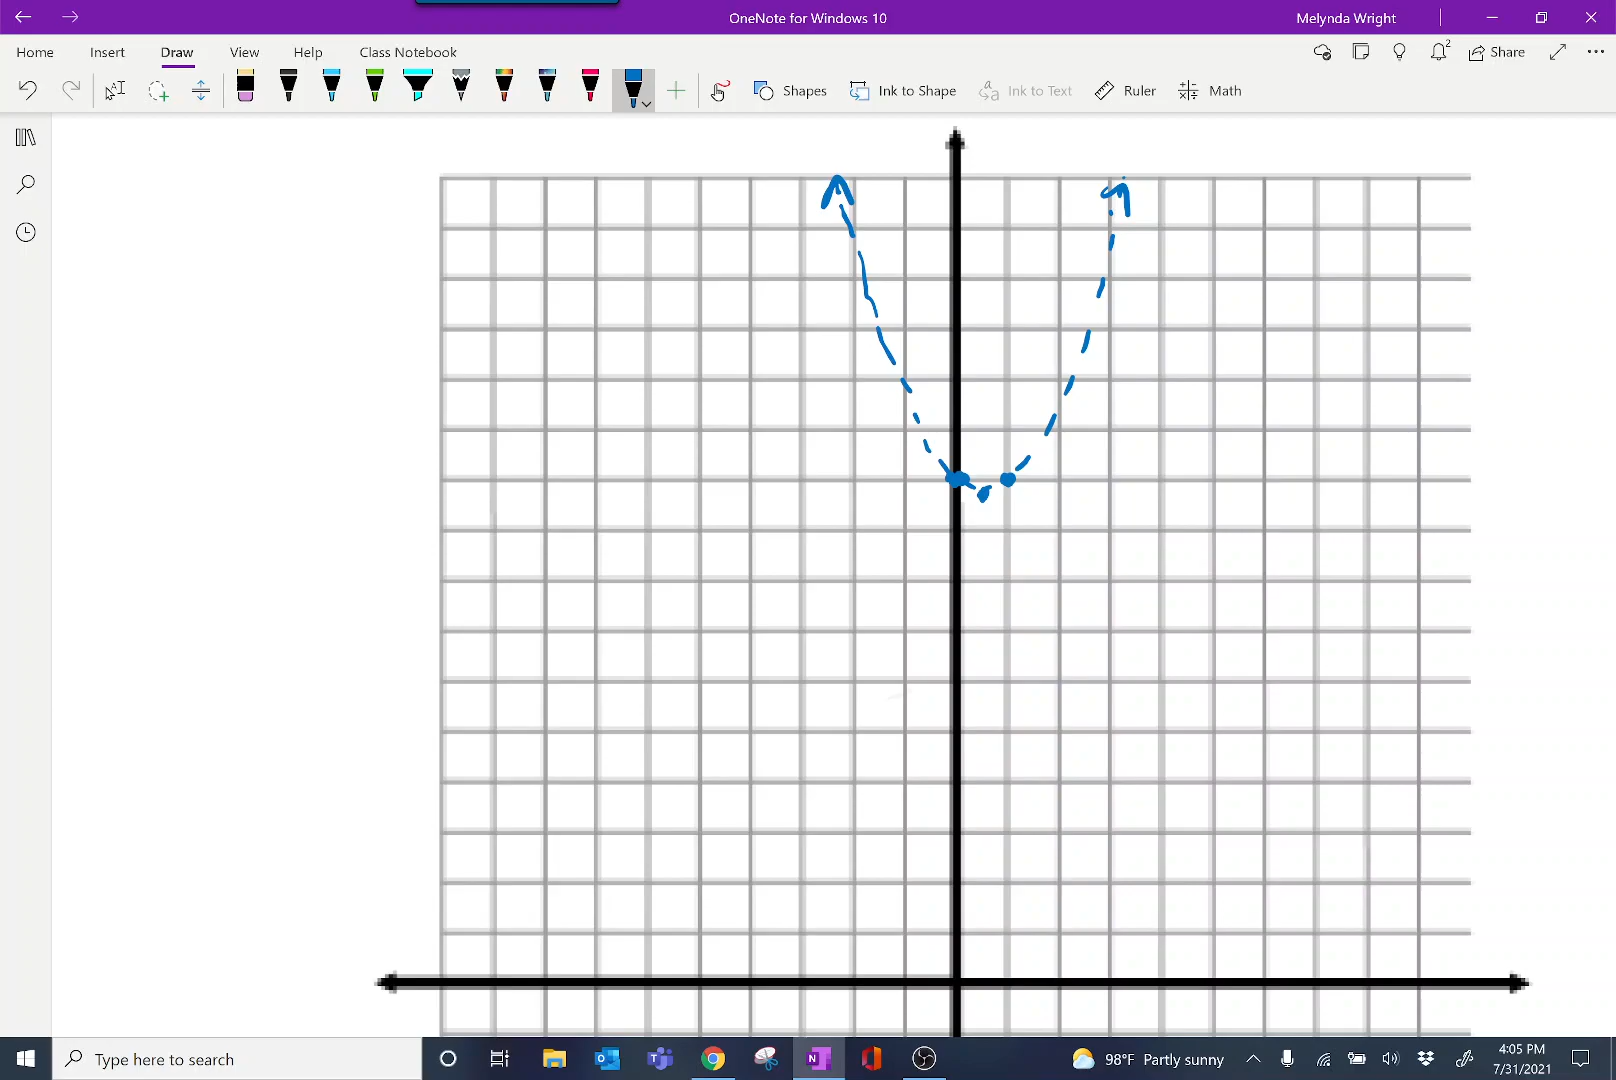 OneNote for Windows 10
Melynda Wright
Home Insert Draw View Help Class Notebook
2 Share
Shapes Ink to Shape Ink to Text Ruler Math
Type here to search
98°F Partly sunny
4:05 PM
7/31/2021